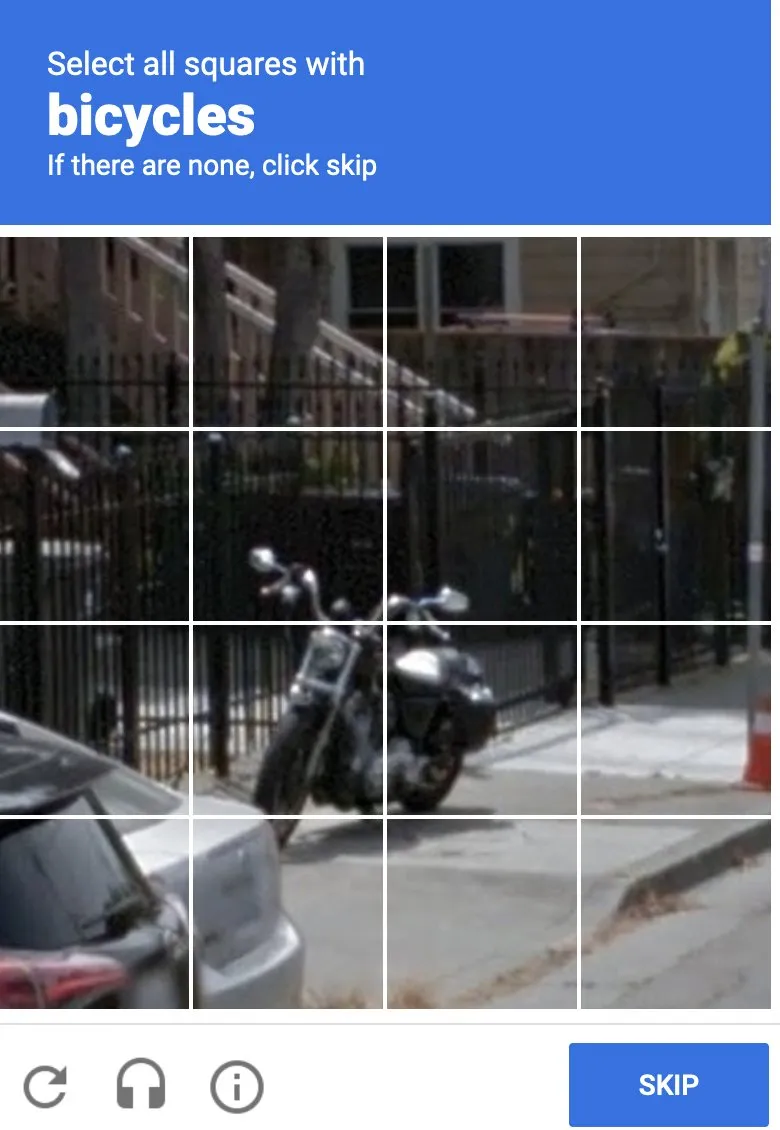 Select all squares with
bicycles
If there are none, click skip
SKIP